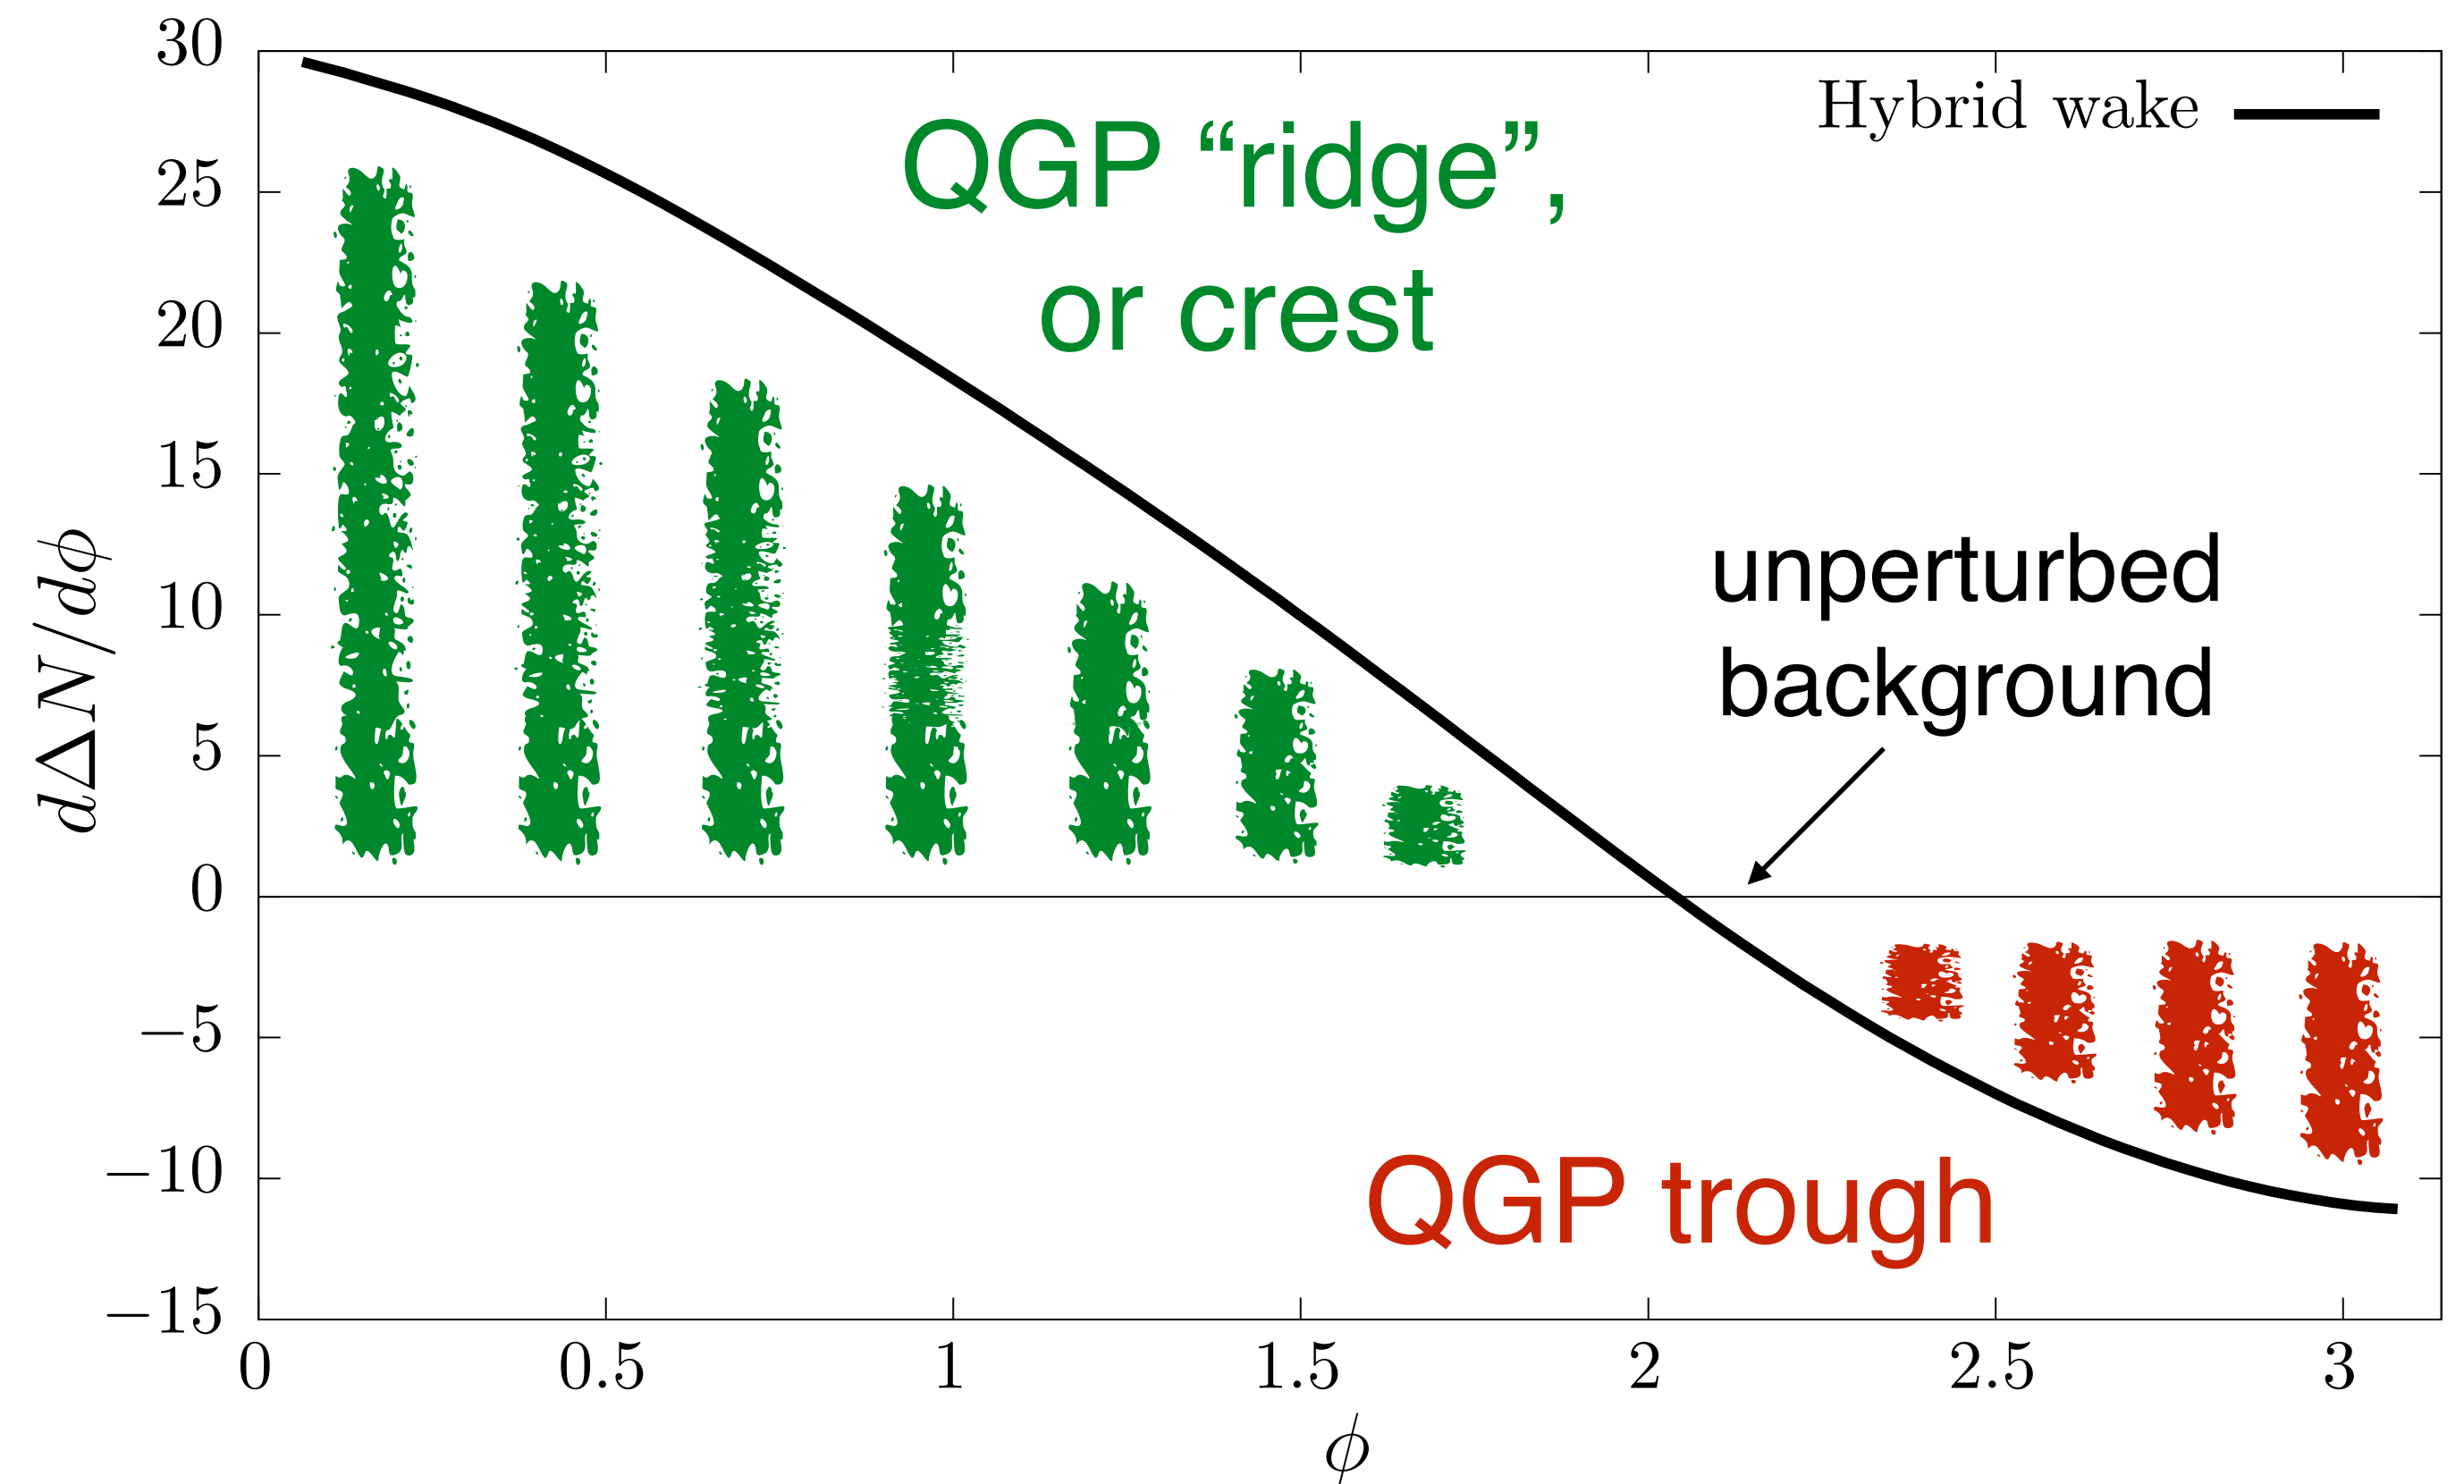 30
25
20
15
10
5
0
−5
−10
−15
dΔN/dϕ
Hybrid wake
QGP “ridge”,
or crest
unperturbed
background
QGP trough
0 0.5 1 1.5 2 2.5 3
ϕ